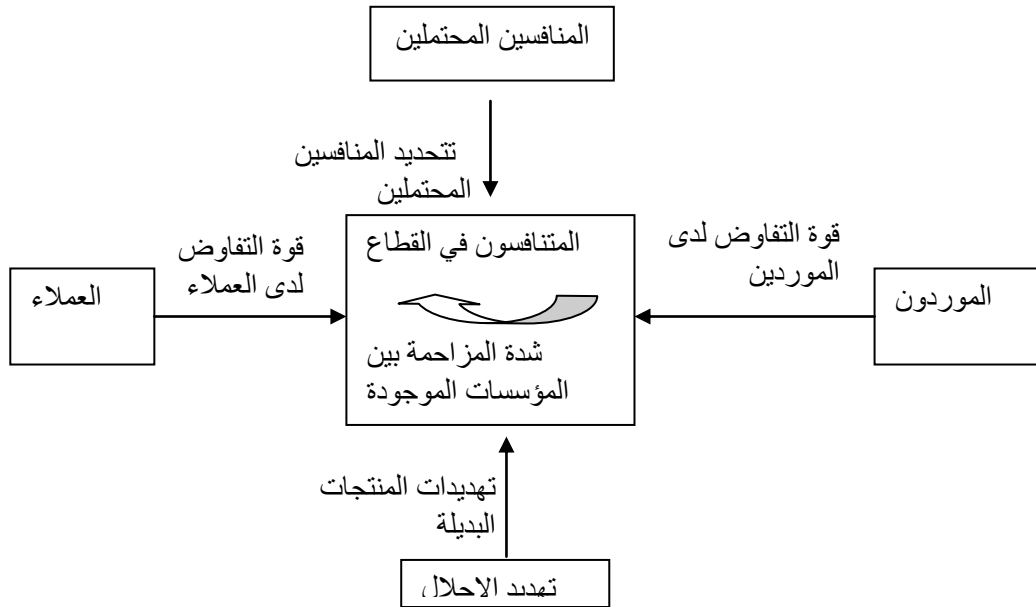 المنافسين المحتملين
تتحديد المنافسين
المحتملين
قوة التفاوض لدى
الموردين
الموردون
المتنافسون في القطاع
شدة المزاحمة بين
المؤسسات الموجودة
قوة التفاوض
لدى العملاء
العملاء
تهديدات المنتجات
البديلة
تهديد الاحلال